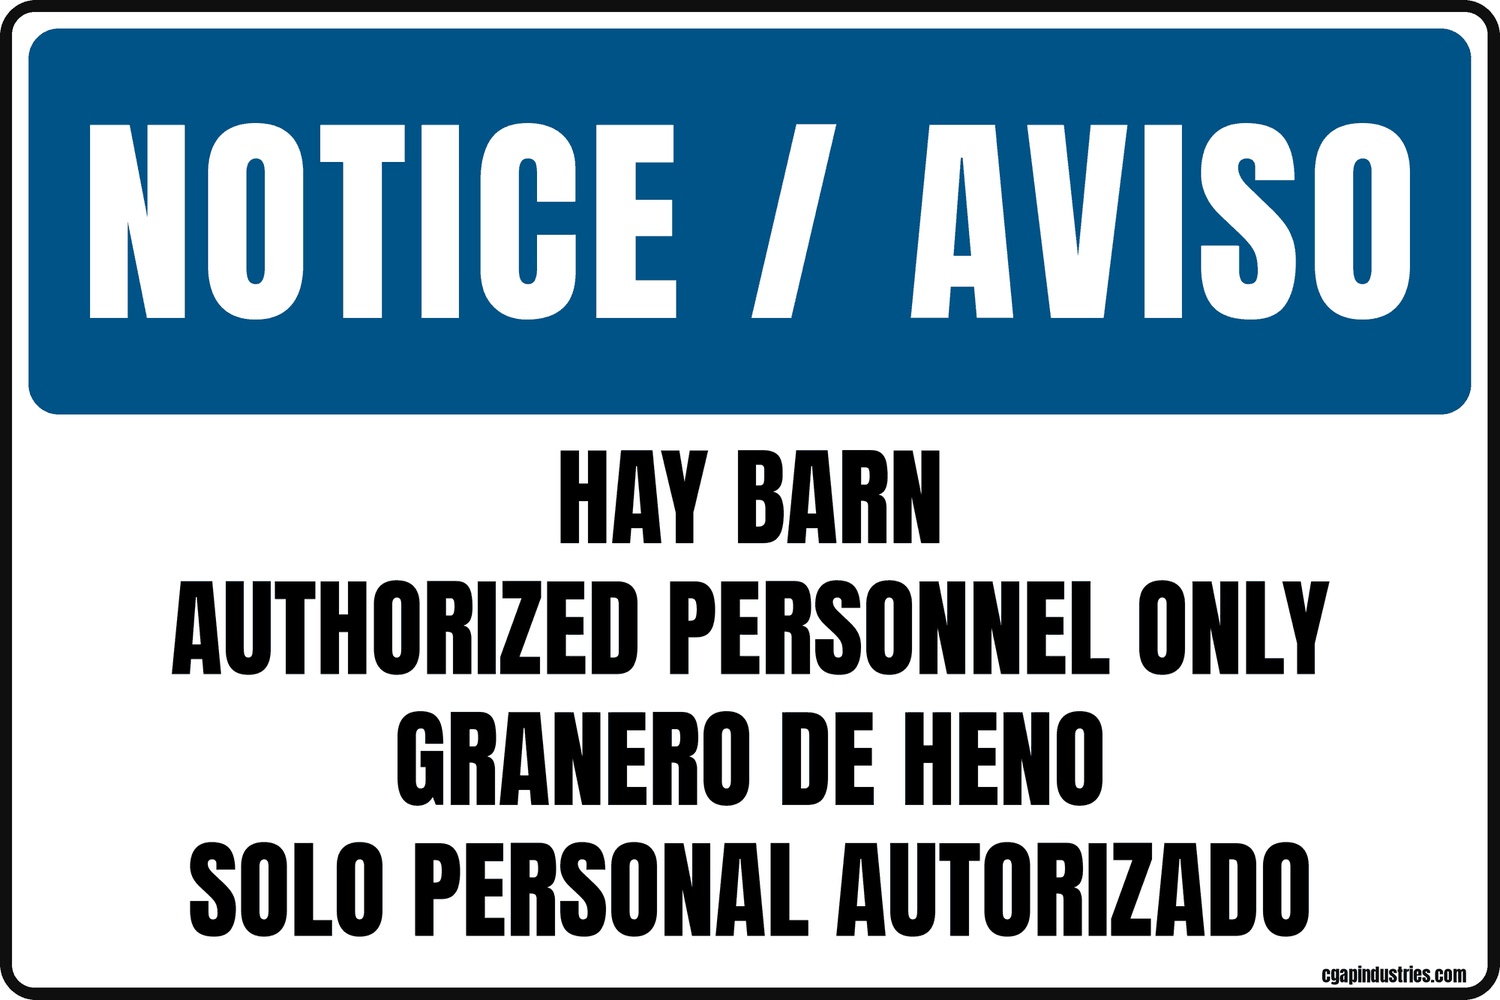 NOTICE / AVISO
HAY BARN
AUTHORIZED PERSONNEL ONLY
GRANERO DE HENO
SOLO PERSONAL AUTORIZADO
cgapindustries.com